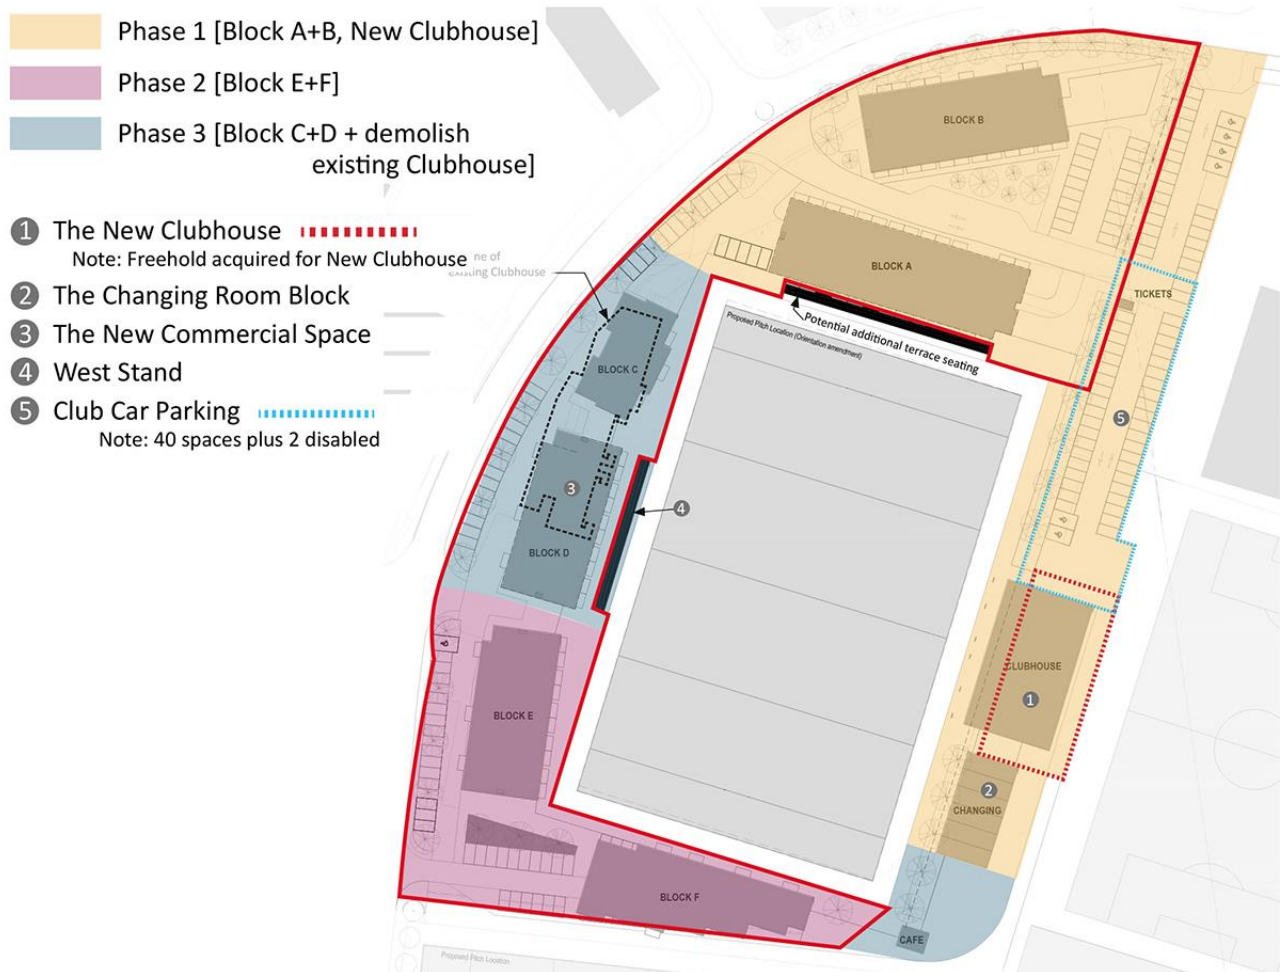 Phase 1 [Block A+B, New Clubhouse]
Phase 2 [Block E+F]
Phase 3 [Block C+D + demolish
existing Clubhouse]
1 The New Clubhouse
Note: Freehold acquired for New Clubhouse
2 The Changing Room Block
3 The New Commercial Space
4 West Stand
5 Club Car Parking
Note: 40 spaces plus 2 disabled
of
existing Clubhouse
BLOCK B
BLOCK A
TICKETS
Potential additional terrace seating
Proposed Pitch Location (Orientation amendment)
BLOCK C
5
3
4
BLOCK D
CLUBHOUSE
1
BLOCK E
2
CHANGING
BLOCK F
CAFE
Proposed Pitch Location